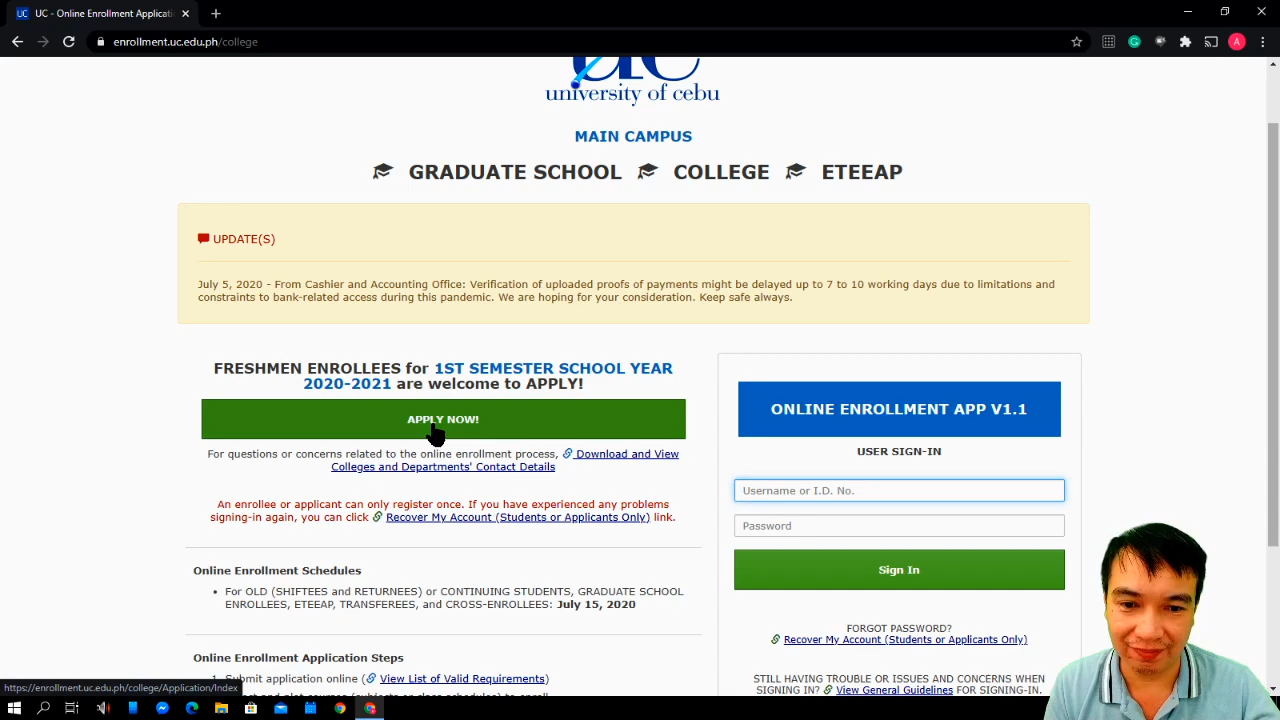 UC - Online Enrollment Applicati
enrollment.uc.edu.ph/college
uc
university of cebu
MAIN CAMPUS
GRADUATE SCHOOL COLLEGE ETEEAP
UPDATE(S)
July 5, 2020 - From Cashier and Accounting Office: Verification of uploaded proofs of payments might be delayed up to 7 to 10 working days due to limitations and
constraints to bank-related access during this pandemic. We are hoping for your consideration. Keep safe always.
FRESHMEN ENROLLEES for 1ST SEMESTER SCHOOL YEAR
2020-2021 are welcome to APPLY!
APPLY NOW!
For questions or concerns related to the online enrollment process, Download and View
Colleges and Departments' Contact Details
An enrollee or applicant can only register once. If you have experienced any problems
signing-in again, you can click Recover My Account (Students or Applicants Only) link.
Online Enrollment Schedules
• For OLD (SHIFTEES and RETURNEES) or CONTINUING STUDENTS, GRADUATE SCHOOL
ENROLLEES, ETEEAP, TRANSFEREES, and CROSS-ENROLLEES: July 15, 2020
Online Enrollment Application Steps
1. Submit application online (View List of Valid Requirements)
ONLINE ENROLLMENT APP V1.1
USER SIGN-IN
Username or I.D. No.
Password
Sign In
FORGOT PASSWORD?
Recover My Account (Students or Applicants Only)
STILL HAVING TROUBLE OR ISSUES AND CONCERNS WHEN
SIGNING IN? View General Guidelines FOR SIGNING-IN.
https://enrollment.uc.edu.ph/college/Application/Index